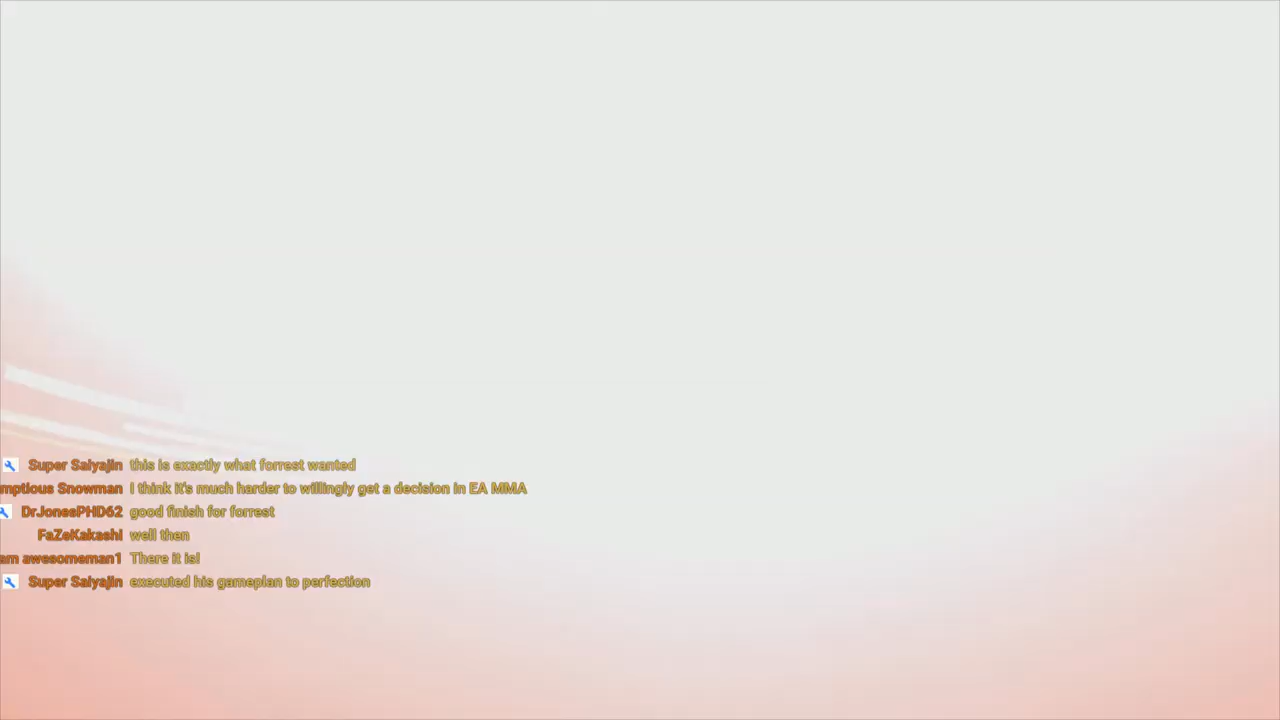 Super Saiyajin this is exactly what forrest wanted
mptious Snowman I think it's much harder to willingly get a decision in EA MMA
DrJonesPHD62 good finish for forrest
FaZeKakashi well then
am awesomeman1 There it is!
Super Saiyajin executed his gameplan to perfection